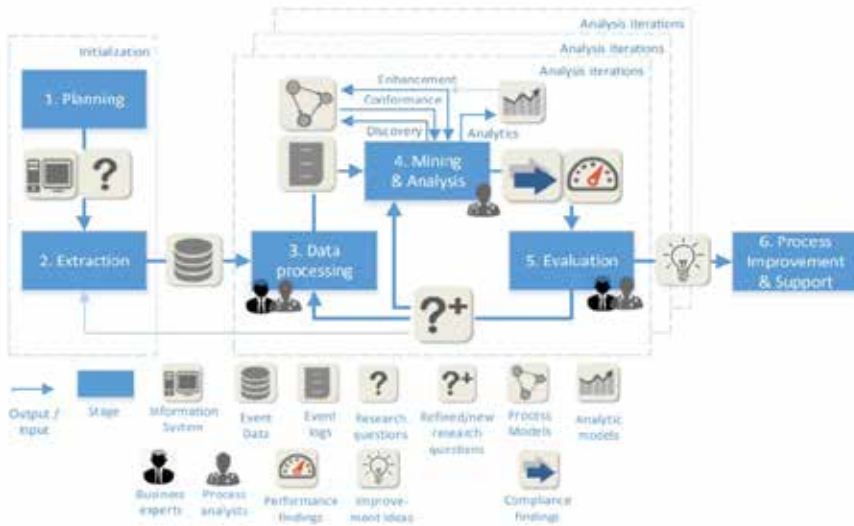 Analysis iterations
Analysis iterations
Analysis iterations
Initialization
1. Planning
Enhancement
Conformance
Discovery
Analytics
4. Mining
& Analysis
?
2. Extraction
3. Data
processing
5. Evaluation
6. Process
Improvement
& Support
?+
Output /
Input
Stage
Information
System
Event
Data
Event
logs
?
Research
questions
?+
Refined/new
research
questions
Process
Models
Analytic
models
Business
experts
Process
analysts
Performance
findings
Improve-
ment ideas
Compliance
findings